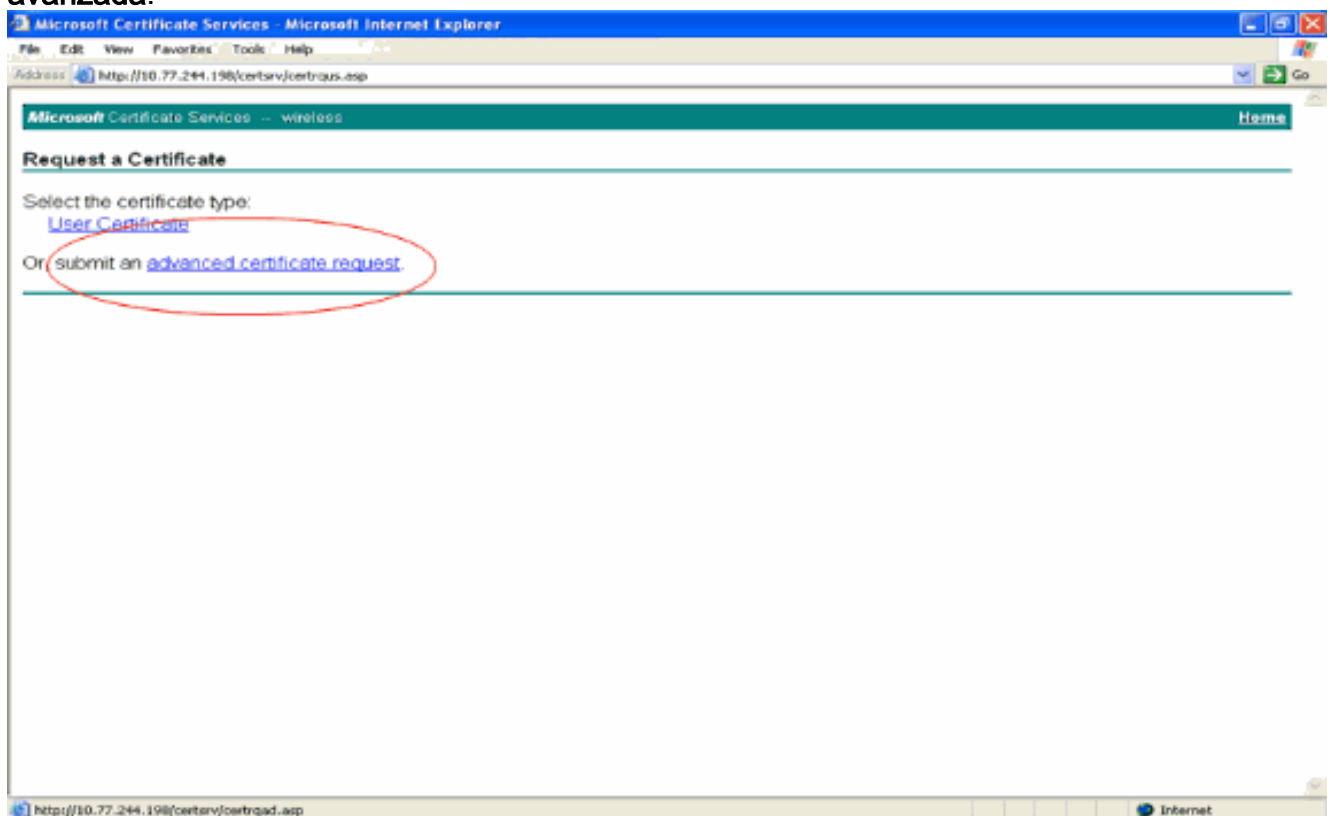 avanzada.
Microsoft Certificate Services - Microsoft Internet Explorer
File Edit View Favorites Tools Help
Address http://10.77.244.198/certsrv/certrqus.asp Go
Microsoft Certificate Services -- wireless Home
Request a Certificate
Select the certificate type:
User Certificate
Or, submit an advanced certificate request.
http://10.77.244.198/certsrv/certrqad.asp Internet